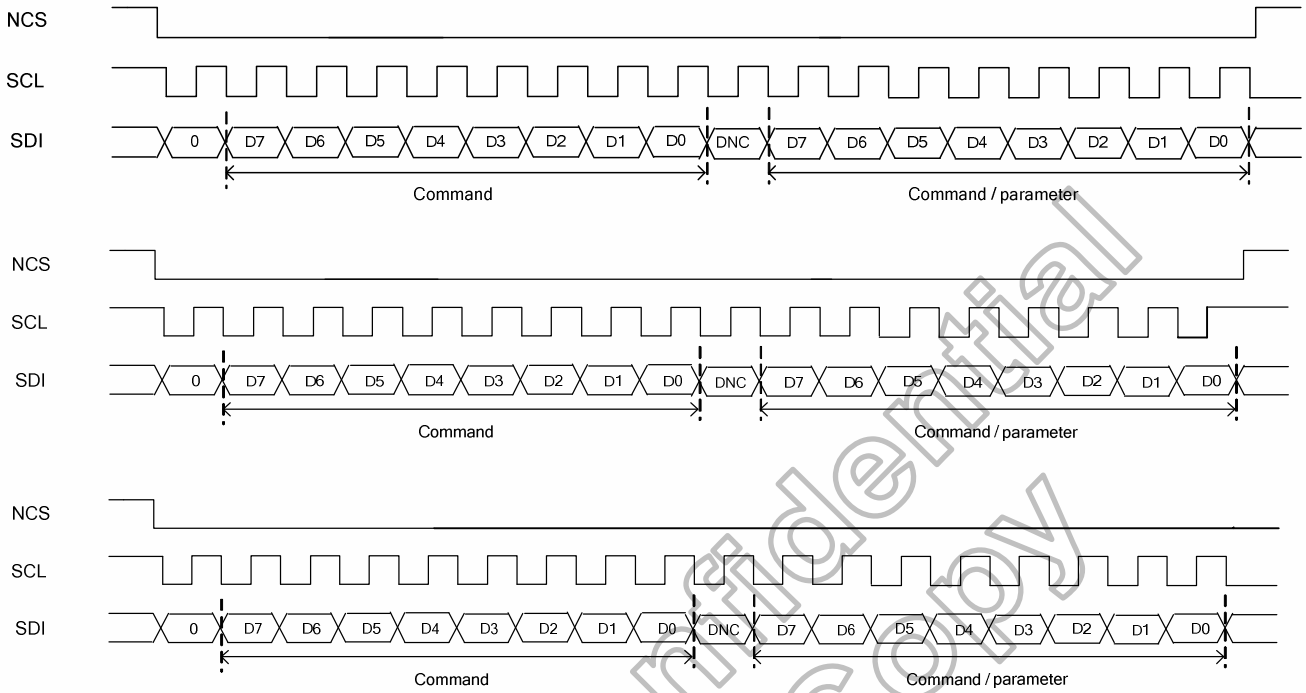 NCS
SCL
SDI 0 D7 D6 D5 D4 D3 D2 D1 D0 DNC D7 D6 D5 D4 D3 D2 D1 D0
Command Command / parameter
NCS
SCL
SDI 0 D7 D6 D5 D4 D3 D2 D1 D0 DNC D7 D6 D5 D4 D3 D2 D1 D0
Command Command / parameter
NCS
SCL
SDI 0 D7 D6 D5 D4 D3 D2 D1 D0 DNC D7 D6 D5 D4 D3 D2 D1 D0
Command Command / parameter
nfidential
copy